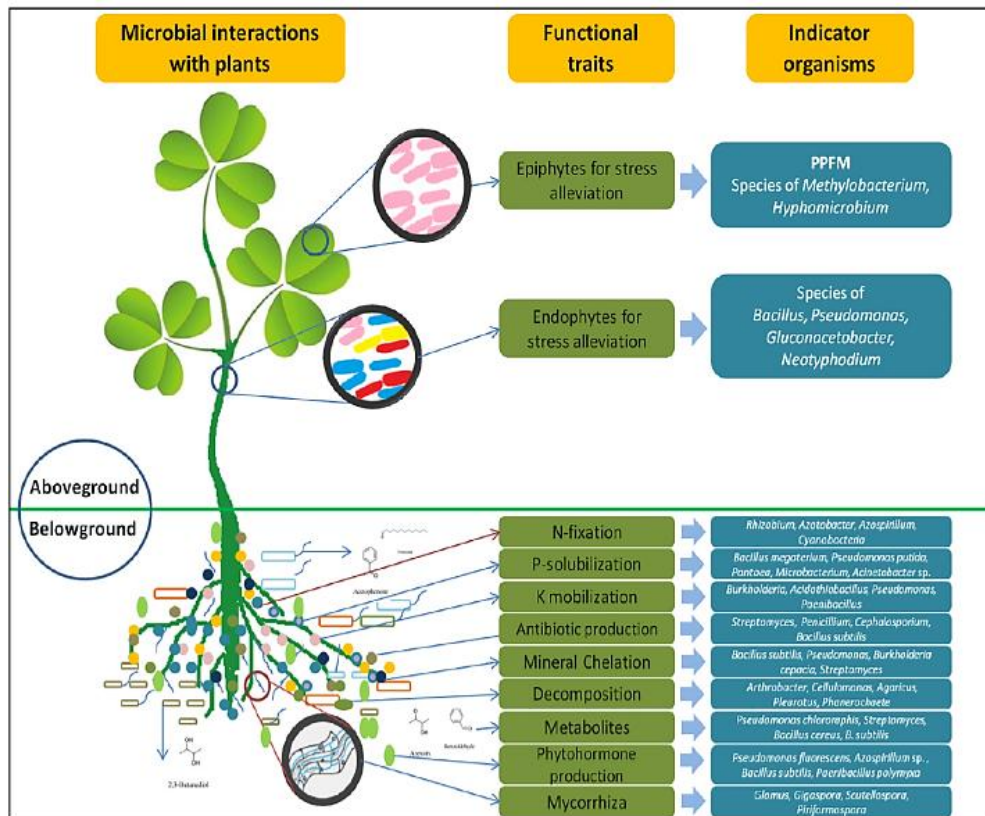 Microbial interactions
with plants
Functional
traits
Indicator
organisms
Epiphytes for stress
alleviation
PPFM
Species of Methylobacterium,
Hyphomicrobium
Endophytes for
stress alleviation
Species of
Bacillus, Pseudomonas,
Gluconacetobacter,
Neotyphodium
Aboveground
Belowground
N-fixation
Rhizobium, Azotobacter, Azospirillum,
Cyanobacteria
P-solubilization
Bacillus megaterium, Pseudomonas putida,
Pantoea, Microbacterium, Acinetobacter sp.
K mobilization
Burkholderia, Acidothiobacillus, Pseudomonas,
Paenibacillus
Antibiotic production
Streptomyces, Penicillium, Cephalosporium,
Bacillus subtilis
Mineral Chelation
Bacillus subtilis, Pseudomonas, Burkholderia
cepacia, Streptomyces
Decomposition
Arthrobacter, Cellulomonas, Agaricus,
Pleurotus, Phanerochaete
Metabolites
Pseudomonas chlororaphis, Streptomyces,
Bacillus cereus, B. subtilis
Phytohormone
production
Pseudomonas fluorescens, Azospirillum sp.,
Bacillus subtilis, Paenibacillus polympia
Mycorrhiza
Glomus, Gigaspora, Scutellospora,
Piriformospora
2,3-Butanediol
OH
OH